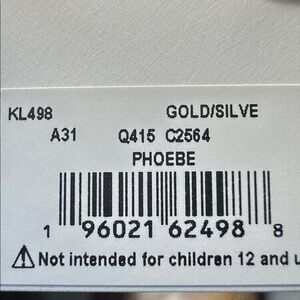 KL498 GOLD/SILVE
A31 Q415 C2564
PHOEBE
1 96021 62498 8
⚠ Not intended for children 12 and u